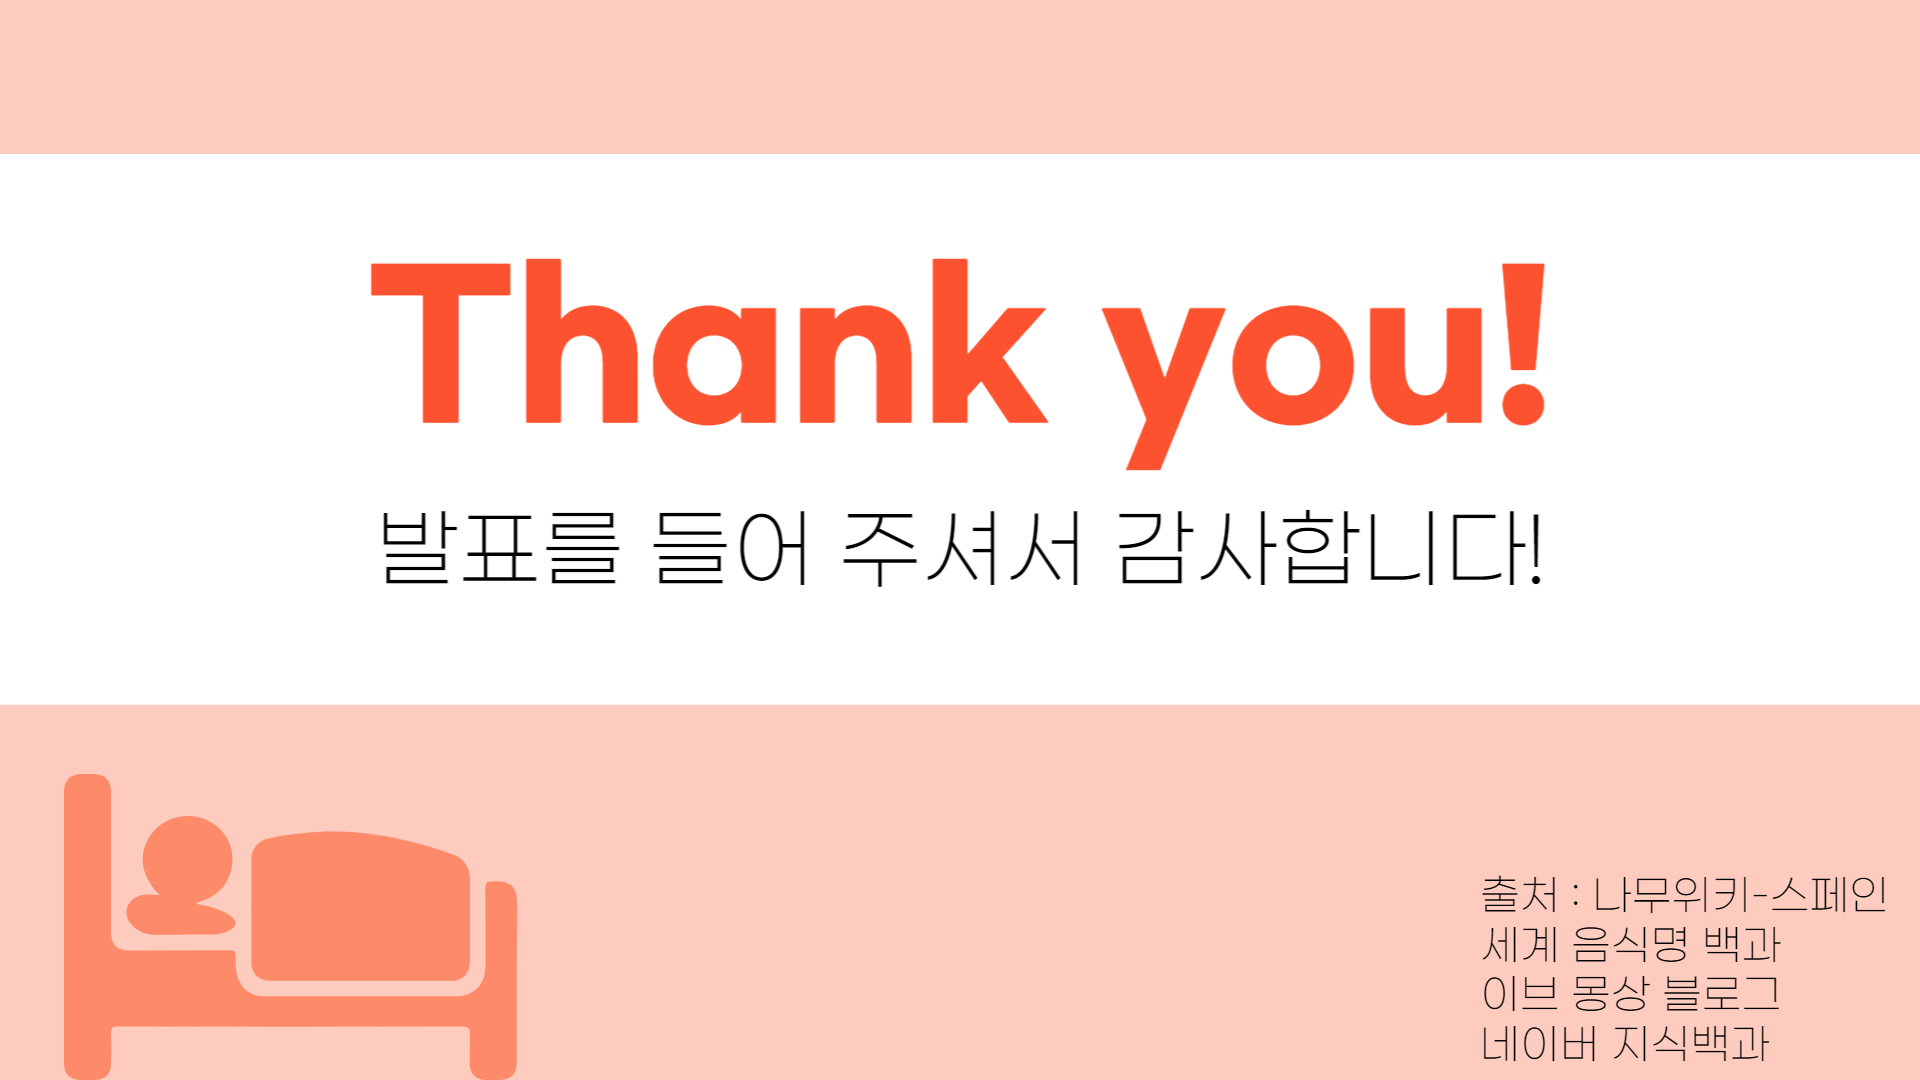 Thank you!
발표를 들어 주셔서 감사합니다!
출처 : 나무위키-스페인
세계 음식명 백과
이브 몽상 블로그
네이버 지식백과